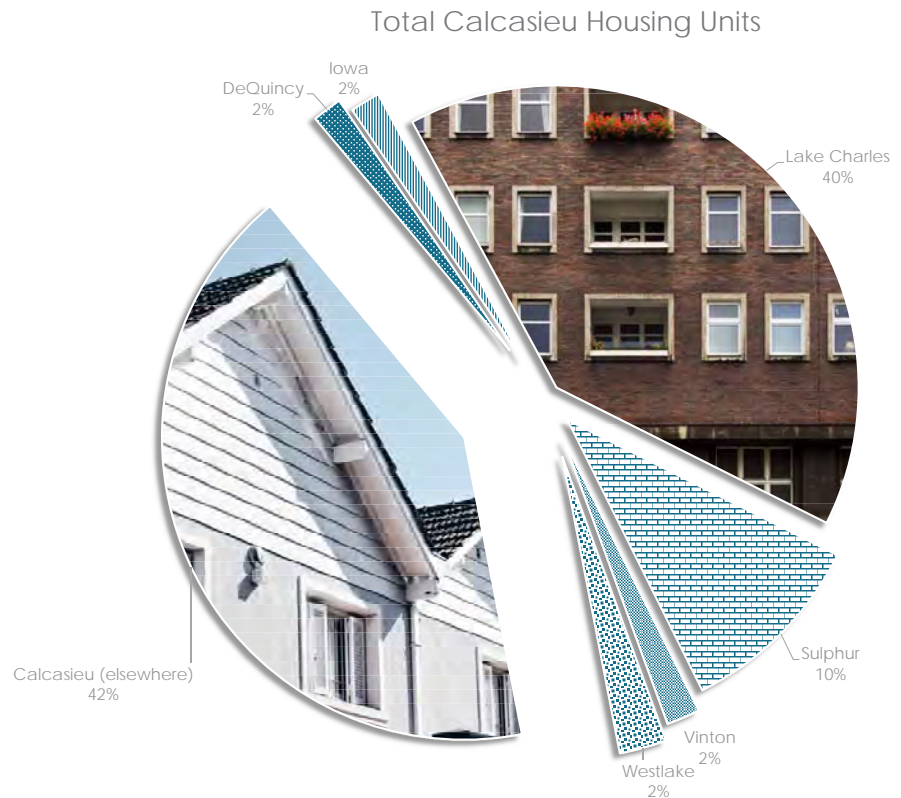 Total Calcasieu Housing Units
Iowa
2%
DeQuincy
2%
Lake Charles
40%
Sulphur
10%
Vinton
2%
Westlake
2%
Calcasieu (elsewhere)
42%